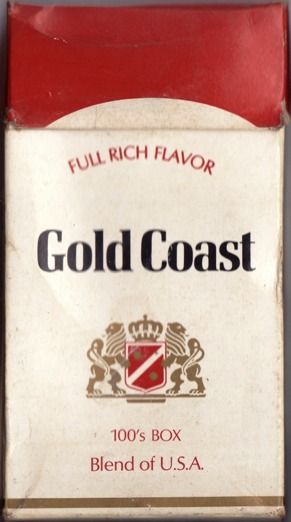 FULL RICH FLAVOR
Gold Coast
100's BOX
Blend of U.S.A.